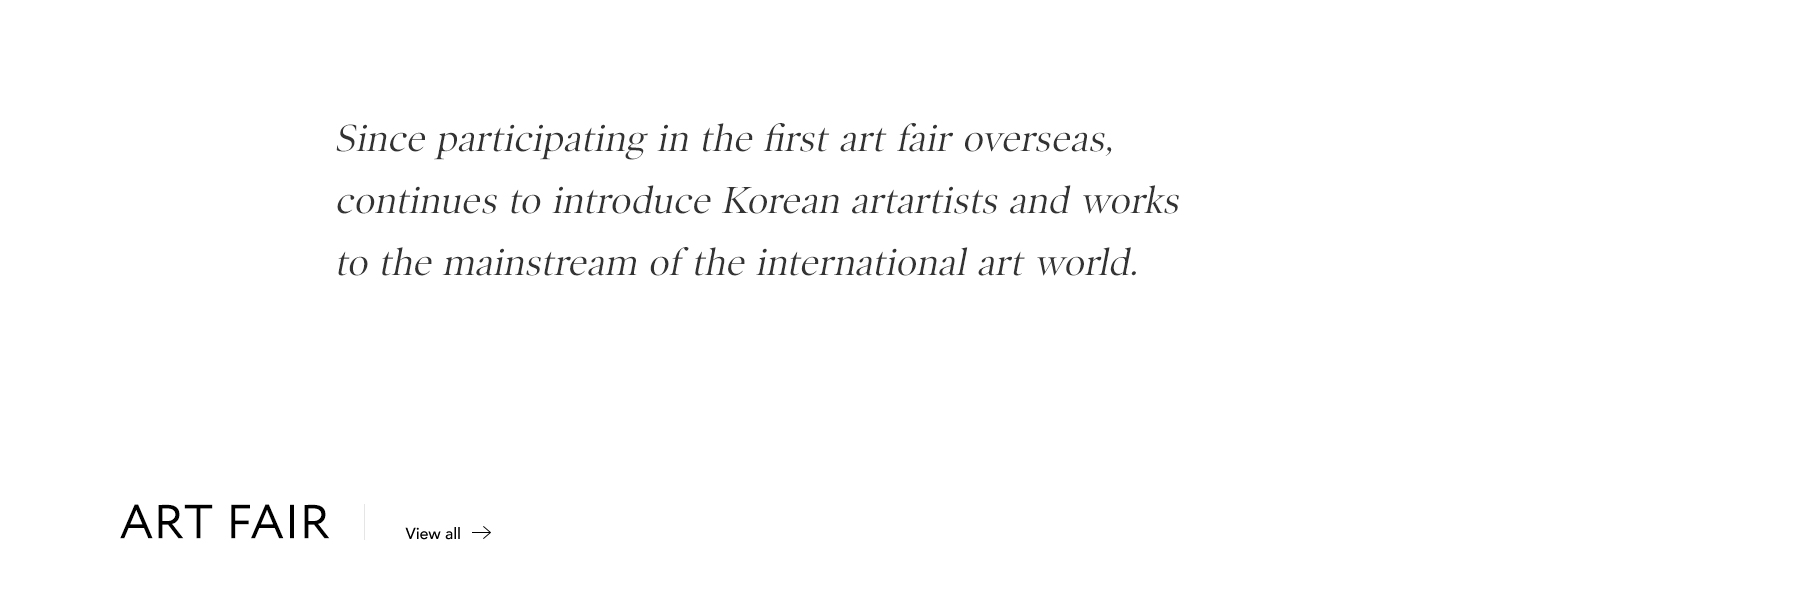 Since participating in the first art fair overseas,
continues to introduce Korean artartists and works
to the mainstream of the international art world.
ART FAIR
View all →